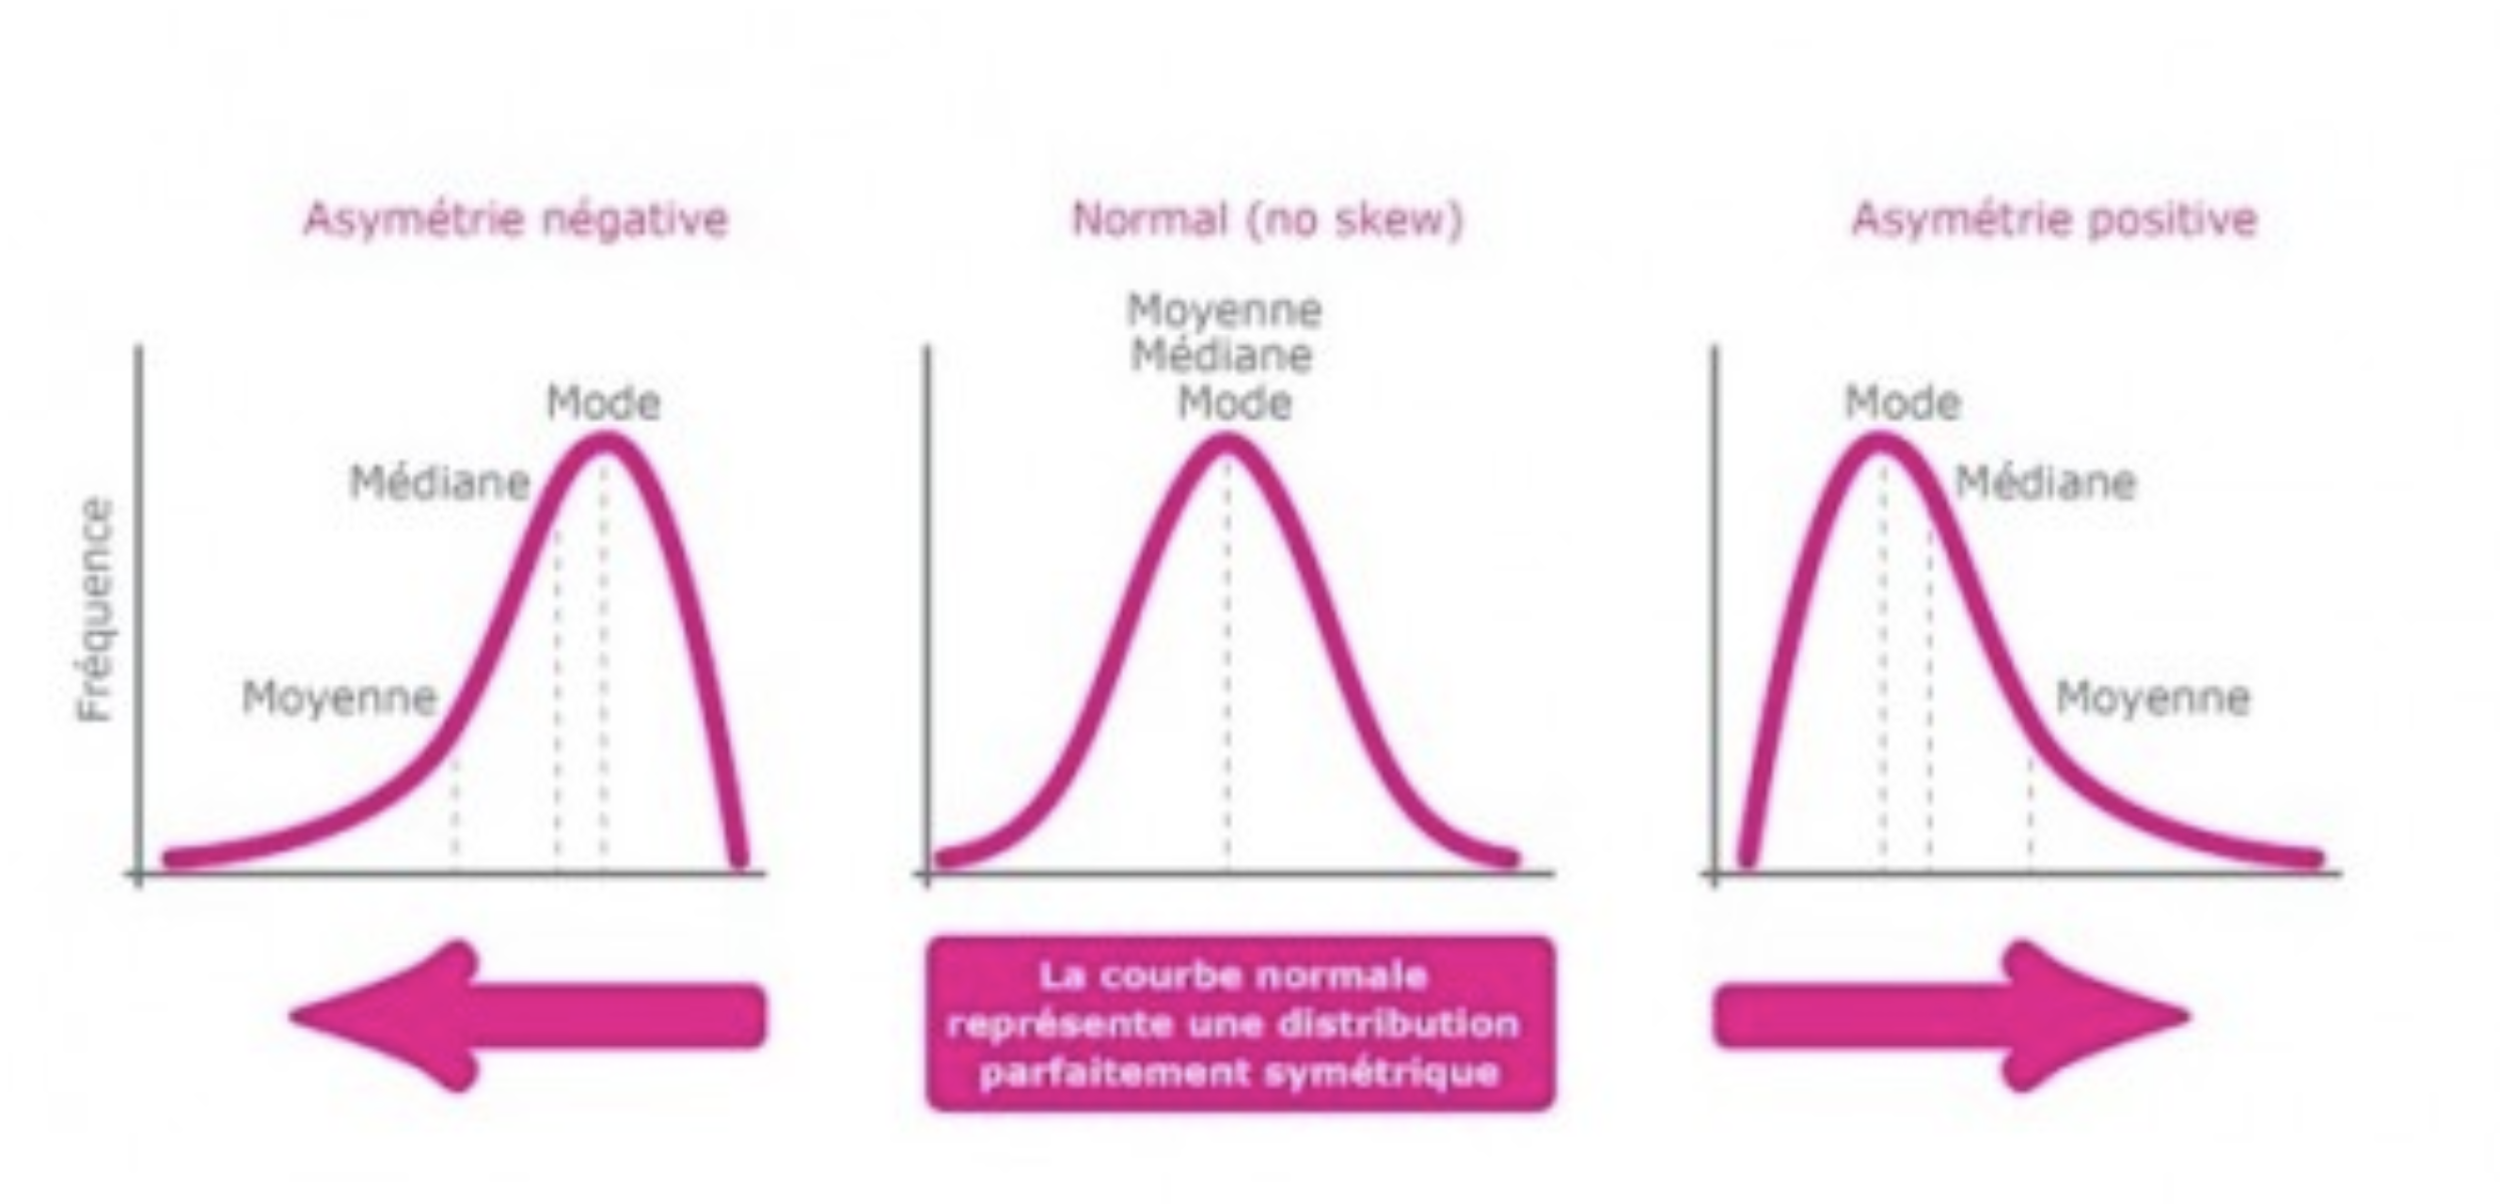 Asymétrie négative
Normal (no skew)
Asymétrie positive
Fréquence
Mode
Médiane
Moyenne
Moyenne
Médiane
Mode
Mode
Médiane
Moyenne
La courbe normale
représente une distribution
parfaitement symétrique